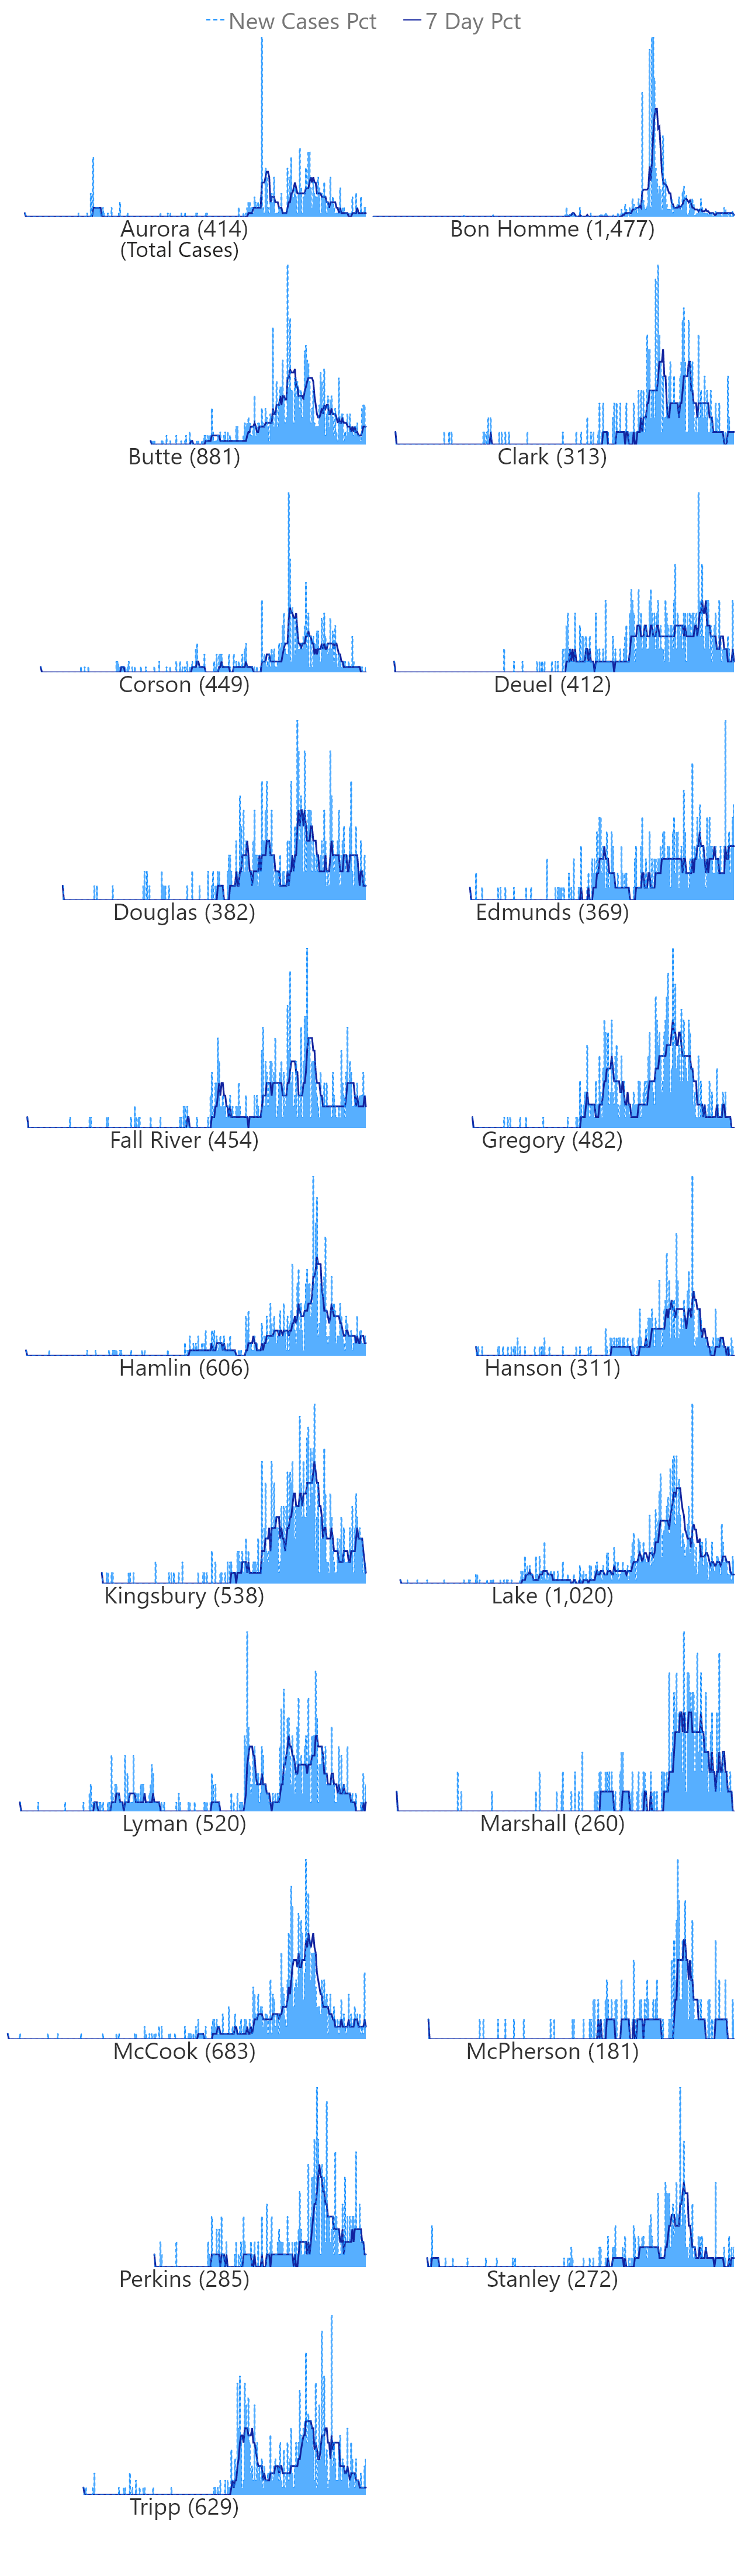 New Cases Pct 7 Day Pct
Aurora (414) Bon Homme (1,477)
(Total Cases)
Butte (881) Clark (313)
Corson (449) Deuel (412)
Douglas (382) Edmunds (369)
Fall River (454) Gregory (482)
Hamlin (606) Hanson (311)
Kingsbury (538) Lake (1,020)
Lyman (520) Marshall (260)
McCook (683) McPherson (181)
Perkins (285) Stanley (272)
Tripp (629)